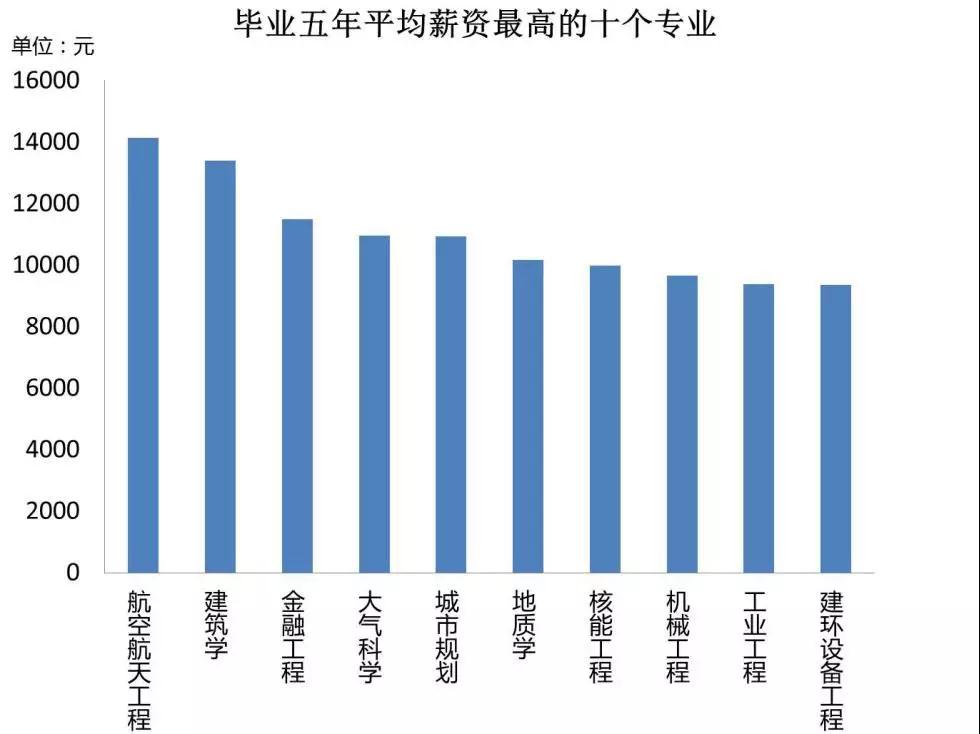 毕业五年平均薪资最高的十个专业
单位：元
16000
14000
12000
10000
8000
6000
4000
2000
0
航空航天工程
建筑学
金融工程
大气科学
城市规划
地质学
核能工程
机械工程
工业工程
建环设备工程